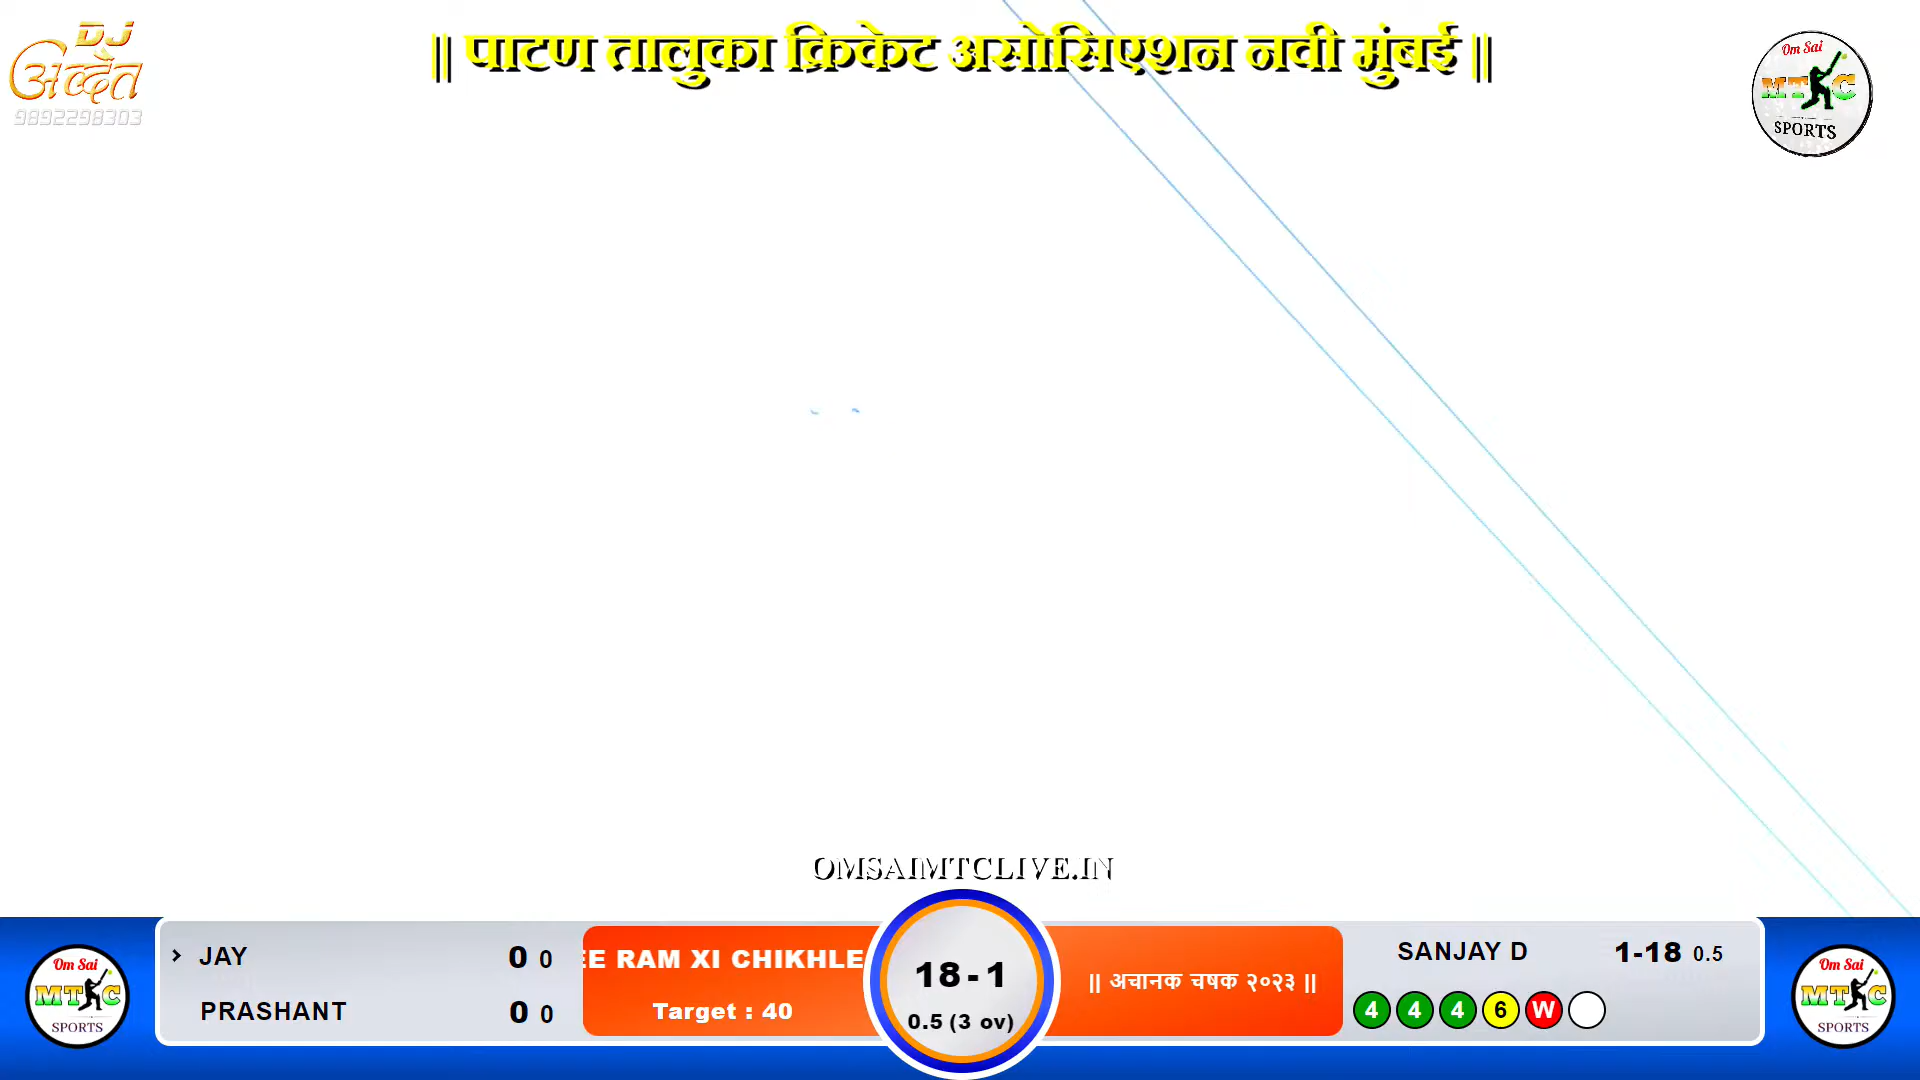 DJ
अव्देत
9892298303
|| पाटण तालुका क्रिकेट असोसिएशन नवी मुंबई ||
Om Sai
MTC
SPORTS
OMSAIMTCLIVE.IN
Om Sai
MTC
SPORTS
> JAY 0 0
PRASHANT 0 0
EE RAM XI CHIKHLE
Target : 40
18-1
0.5 (3 ov)
|| अचानक चषक २०२३ ||
SANJAY D 1-18 0.5
4 4 4 6 W
Om Sai
MTC
SPORTS